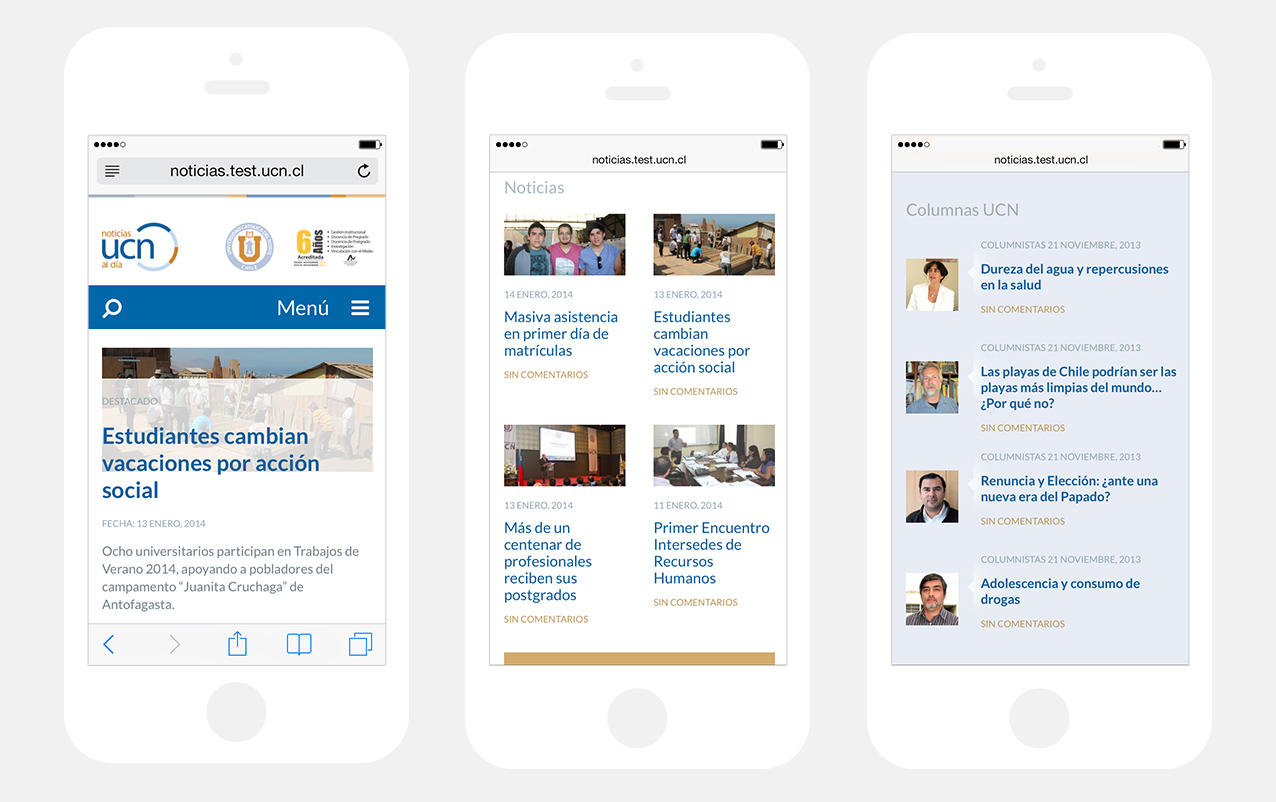 noticias.test.ucn.cl
noticias
ucn
al día
6
AÑOS
Acreditada
• Gestión Institucional
• Docencia de Pregrado
• Docencia de Postgrado
• Investigación
• Vinculación con el Medio
Menú
DESTACADO
Estudiantes cambian
vacaciones por acción
social
FECHA: 13 ENERO, 2014
Ocho universitarios participan en Trabajos de
Verano 2014, apoyando a pobladores del
campamento “Juanita Cruchaga” de
Antofagasta.
noticias.test.ucn.cl
Noticias
14 ENERO, 2014
Masiva asistencia
en primer día de
matrículas
SIN COMENTARIOS
13 ENERO, 2014
Estudiantes
cambian
vacaciones por
acción social
SIN COMENTARIOS
13 ENERO, 2014
Más de un
centenar de
profesionales
reciben sus
postgrados
SIN COMENTARIOS
11 ENERO, 2014
Primer Encuentro
Intersedes de
Recursos
Humanos
SIN COMENTARIOS
noticias.test.ucn.cl
Columnas UCN
COLUMNISTAS 21 NOVIEMBRE, 2013
Dureza del agua y repercusiones
en la salud
SIN COMENTARIOS
COLUMNISTAS 21 NOVIEMBRE, 2013
Las playas de Chile podrían ser las
playas más limpias del mundo…
¿Por qué no?
SIN COMENTARIOS
COLUMNISTAS 21 NOVIEMBRE, 2013
Renuncia y Elección: ¿ante una
nueva era del Papado?
SIN COMENTARIOS
COLUMNISTAS 21 NOVIEMBRE, 2013
Adolescencia y consumo de
drogas
SIN COMENTARIOS